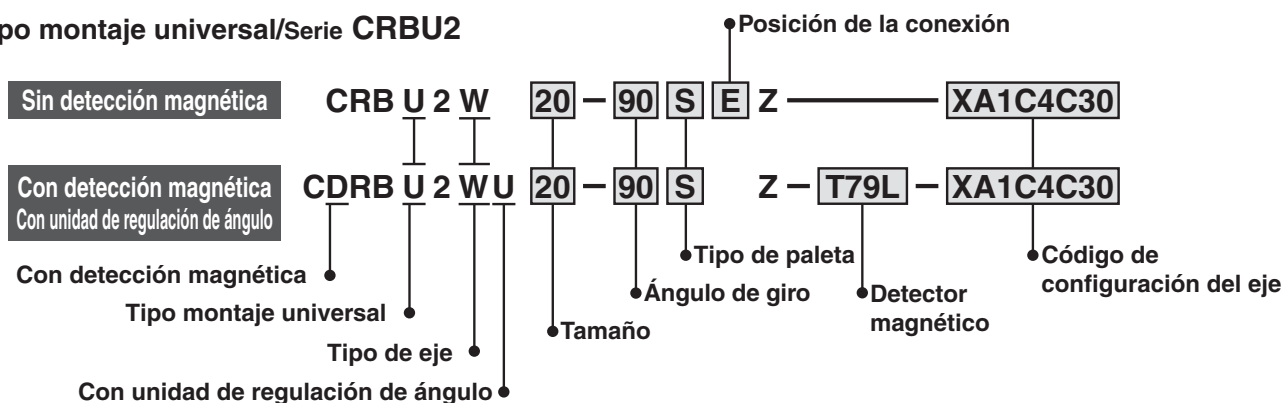 po montaje universal/Serie CRBU2
Posición de la conexión
Sin detección magnética CRB U 2 W 20 – 90 S E Z XA1C4C30
Con detección magnética
Con unidad de regulación de ángulo
CDRB U 2 W U 20 – 90 S Z – T79L – XA1C4C30
Con detección magnética
Tipo montaje universal
Tipo de eje
Con unidad de regulación de ángulo
Tamaño
Ángulo de giro
Tipo de paleta
Detector
magnético
Código de
configuración del eje